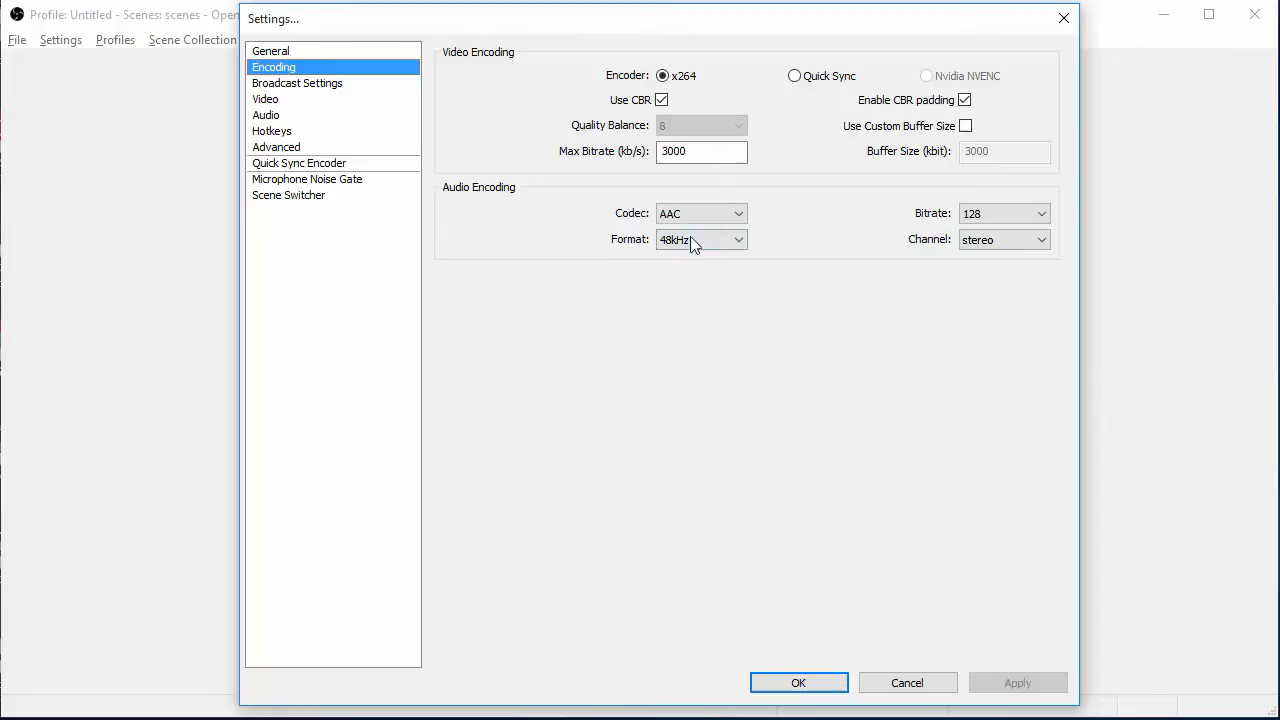 Profile: Untitled - Scenes: scenes - Open
Settings...
File Settings Profiles Scene Collection
General
Encoding
Broadcast Settings
Video
Audio
Hotkeys
Advanced
Quick Sync Encoder
Microphone Noise Gate
Scene Switcher
Video Encoding
Encoder: x264 Quick Sync Nvidia NVENC
Use CBR Enable CBR padding
Quality Balance: 8 Use Custom Buffer Size
Max Bitrate (kb/s): 3000 Buffer Size (kbit): 3000
Audio Encoding
Codec: AAC Bitrate: 128
Format: 48kHz Channel: stereo
OK Cancel Apply